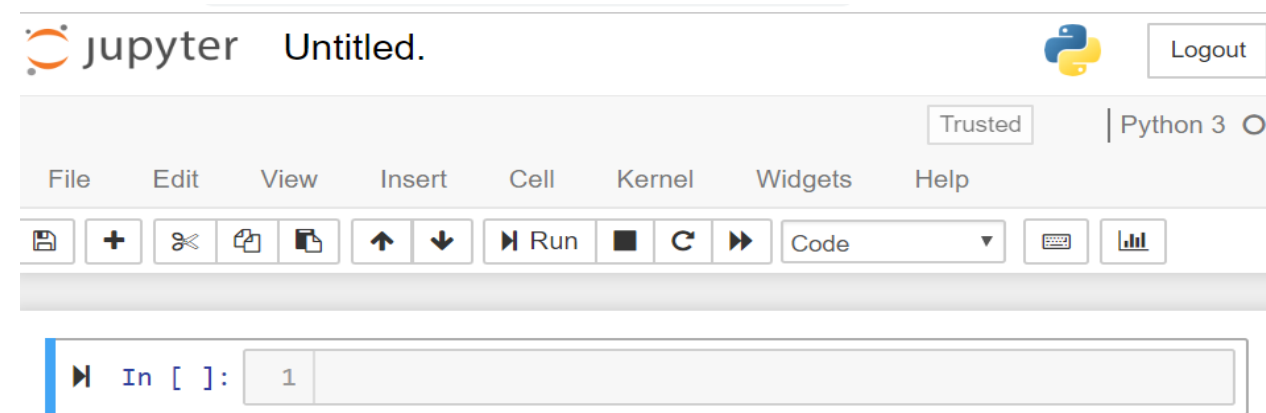 jupyter Untitled. Logout
Trusted Python 3
File Edit View Insert Cell Kernel Widgets Help
Run Code
In [ ]: 1